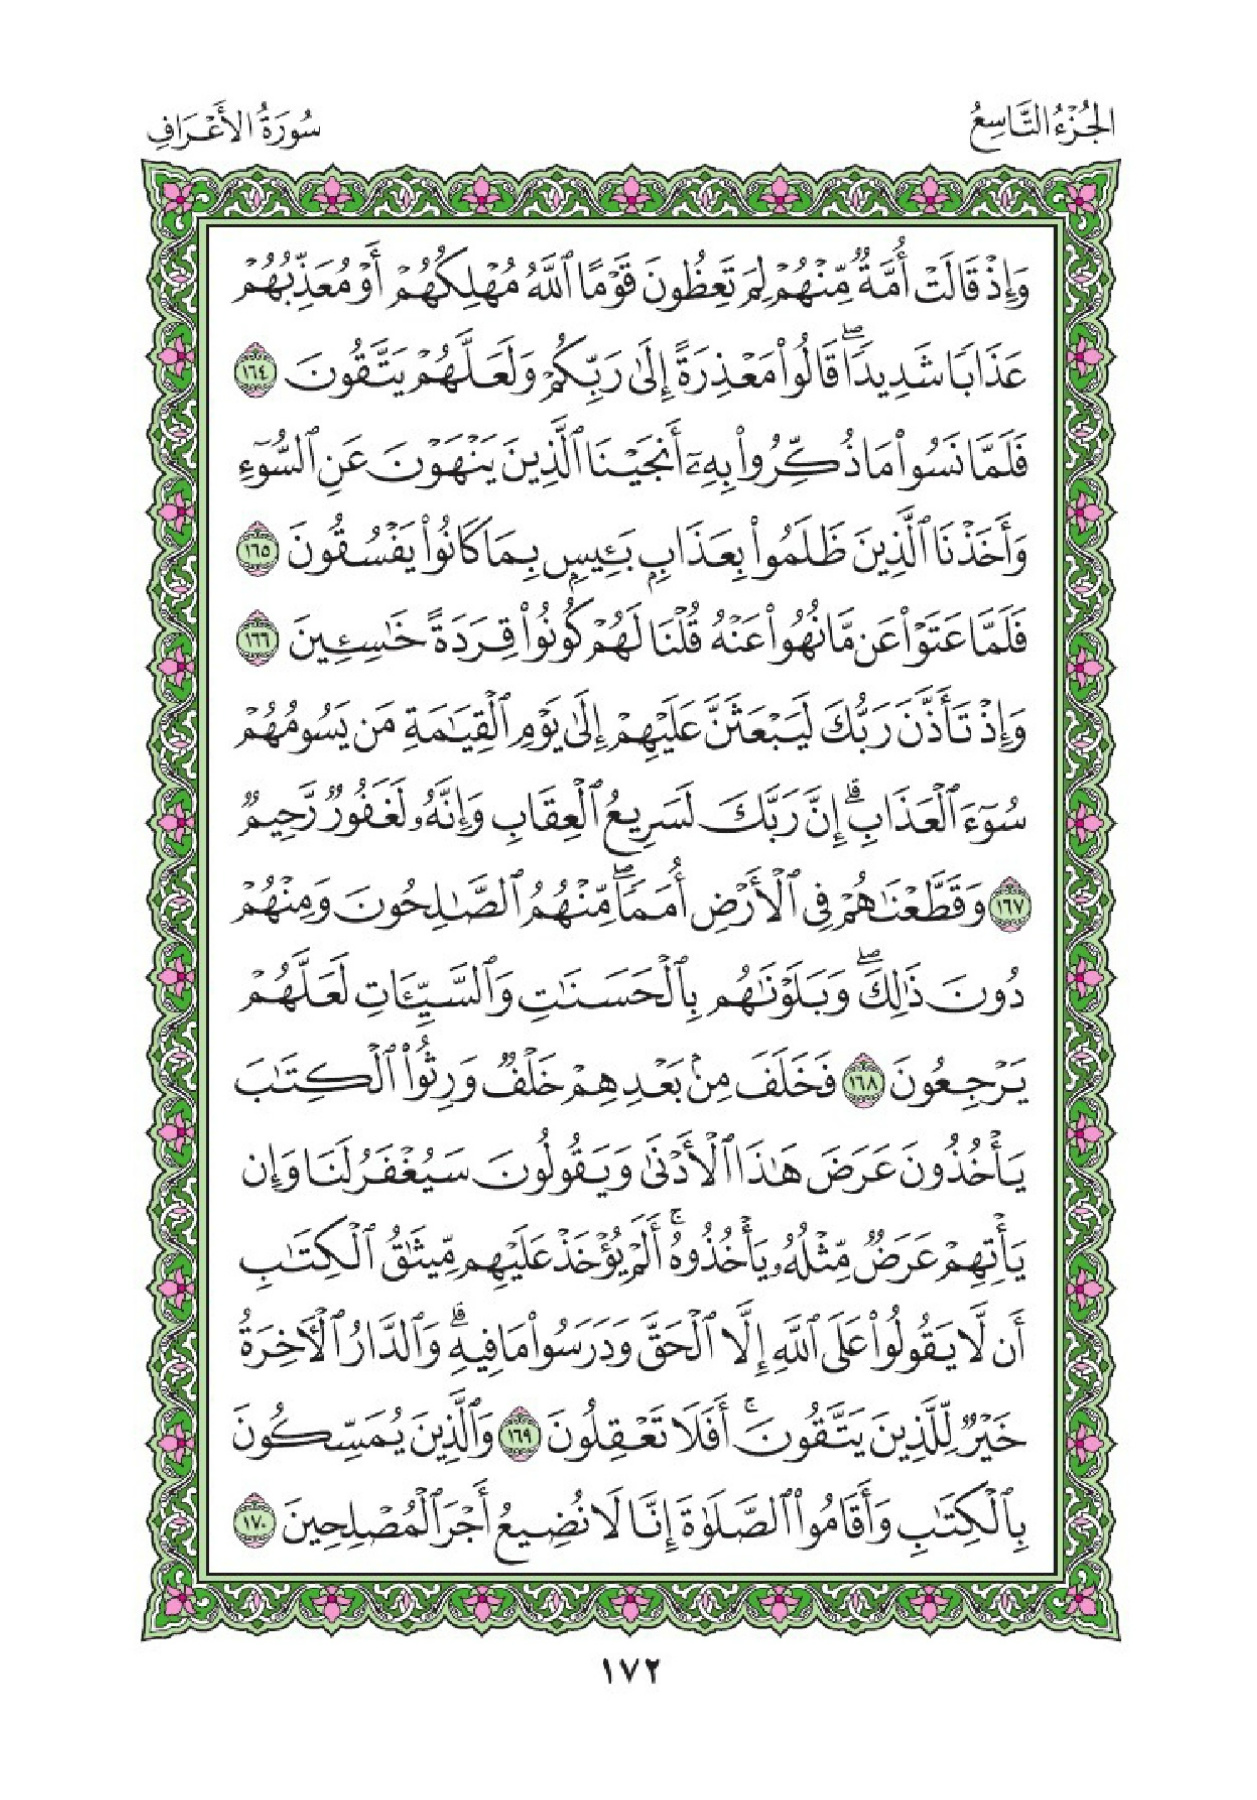 الجُزْءُ التَّاسِعُ
سُورَةُ الأَعْرَافِ
وَإِذْ قَالَتْ أُمَّةٌ مِّنْهُمْ لِمَ تَعِظُونَ قَوْمًا ٱللَّهُ مُهْلِكُهُمْ أَوْ مُعَذِّبُهُمْ
عَذَابًا شَدِيدًاۖ قَالُوا۟ مَعْذِرَةً إِلَىٰ رَبِّكُمْ وَلَعَلَّهُمْ يَتَّقُونَ ١٦٤
فَلَمَّا نَسُوا۟ مَا ذُكِّرُوا۟ بِهِۦٓ أَنجَيْنَا ٱلَّذِينَ يَنْهَوْنَ عَنِ ٱلسُّوٓءِ
وَأَخَذْنَا ٱلَّذِينَ ظَلَمُوا۟ بِعَذَابٍۭ بَـِٔيسٍۭ بِمَا كَانُوا۟ يَفْسُقُونَ ١٦٥
فَلَمَّا عَتَوْا۟ عَن مَّا نُهُوا۟ عَنْهُ قُلْنَا لَهُمْ كُونُوا۟ قِرَدَةً خَـٰسِـِٔينَ ١٦٦
وَإِذْ تَأَذَّنَ رَبُّكَ لَيَبْعَثَنَّ عَلَيْهِمْ إِلَىٰ يَوْمِ ٱلْقِيَـٰمَةِ مَن يَسُومُهُمْ
سُوٓءَ ٱلْعَذَابِۗ إِنَّ رَبَّكَ لَسَرِيعُ ٱلْعِقَابِ وَإِنَّهُۥ لَغَفُورٌ رَّحِيمٌ
١٦٧ وَقَطَّعْنَـٰهُمْ فِى ٱلْأَرْضِ أُمَمًاۖ مِّنْهُمُ ٱلصَّـٰلِحُونَ وَمِنْهُمْ
دُونَ ذَٰلِكَۖ وَبَلَوْنَـٰهُم بِٱلْحَسَنَـٰتِ وَٱلسَّيِّـَٔاتِ لَعَلَّهُمْ
يَرْجِعُونَ ١٦٨ فَخَلَفَ مِنۢ بَعْدِهِمْ خَلْفٌ وَرِثُوا۟ ٱلْكِتَـٰبَ
يَأْخُذُونَ عَرَضَ هَـٰذَا ٱلْأَدْنَىٰ وَيَقُولُونَ سَيُغْفَرُ لَنَا وَإِن
يَأْتِهِمْ عَرَضٌ مِّثْلُهُۥ يَأْخُذُوهُۚ أَلَمْ يُؤْخَذْ عَلَيْهِم مِّيثَـٰقُ ٱلْكِتَـٰبِ
أَن لَّا يَقُولُوا۟ عَلَى ٱللَّهِ إِلَّا ٱلْحَقَّ وَدَرَسُوا۟ مَا فِيهِۗ وَٱلدَّارُ ٱلْـَٔاخِرَةُ
خَيْرٌ لِّلَّذِينَ يَتَّقُونَۚ أَفَلَا تَعْقِلُونَ ١٦٩ وَٱلَّذِينَ يُمَسِّكُونَ
بِٱلْكِتَـٰبِ وَأَقَامُوا۟ ٱلصَّلَوٰةَ إِنَّا لَا نُضِيعُ أَجْرَ ٱلْمُصْلِحِينَ ١٧٠
١٧٢